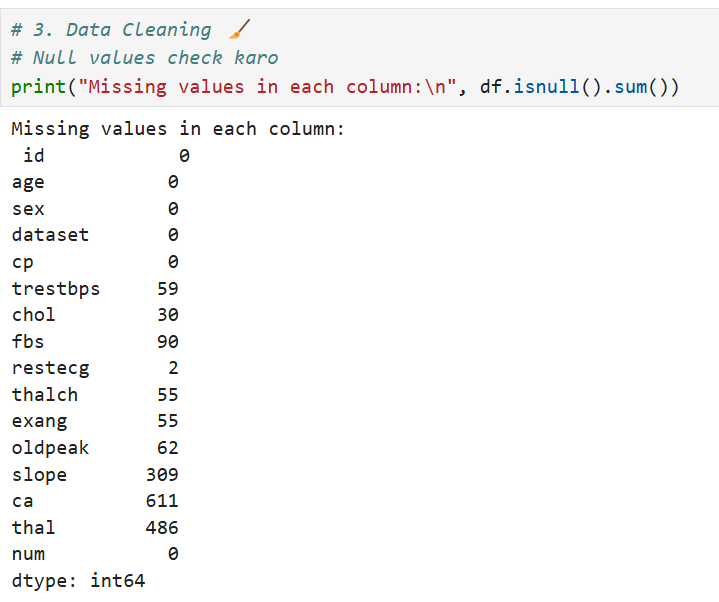 # 3. Data Cleaning 🧹
# Null values check karo
print("Missing values in each column:\n", df.isnull().sum())
Missing values in each column:
 id            0
age           0
sex           0
dataset       0
cp            0
trestbps     59
chol         30
fbs          90
restecg       2
thalch       55
exang        55
oldpeak      62
slope       309
ca          611
thal        486
num           0
dtype: int64